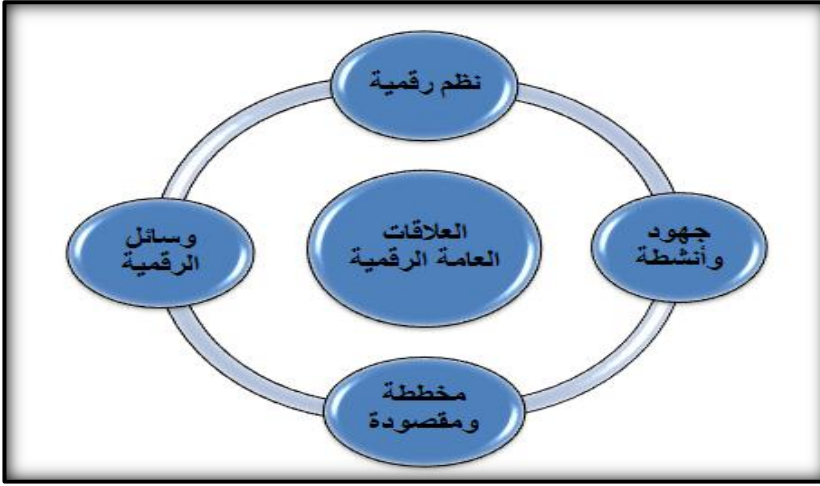 نظم رقمية
جهود
وأنشطة
العلاقات
العامة الرقمية
وسائل
الرقمية
مخططة
ومقصودة